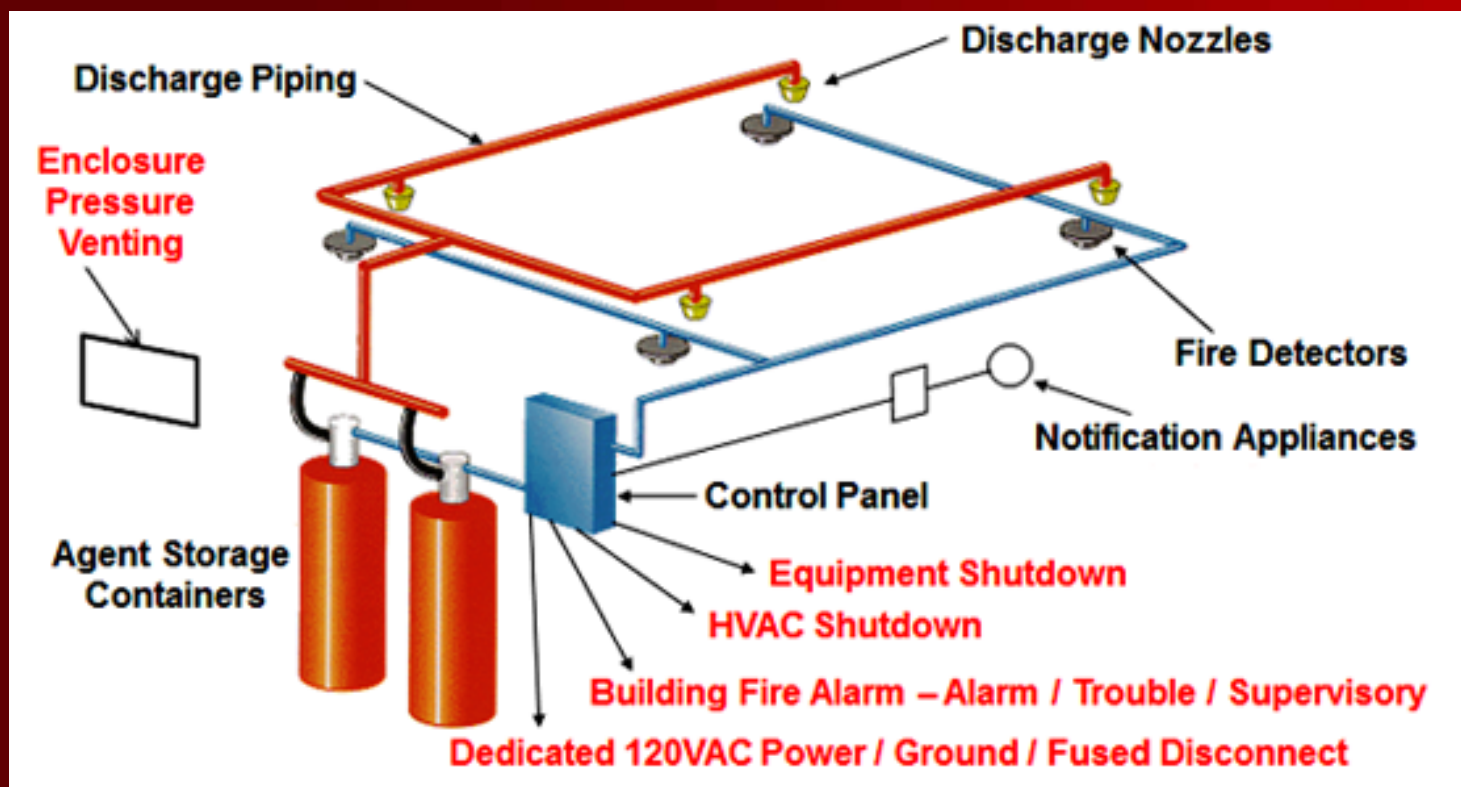 Discharge Nozzles
Discharge Piping
Enclosure
Pressure
Venting
Fire Detectors
Notification Appliances
Control Panel
Agent Storage
Containers
Equipment Shutdown
HVAC Shutdown
Building Fire Alarm – Alarm / Trouble / Supervisory
Dedicated 120VAC Power / Ground / Fused Disconnect